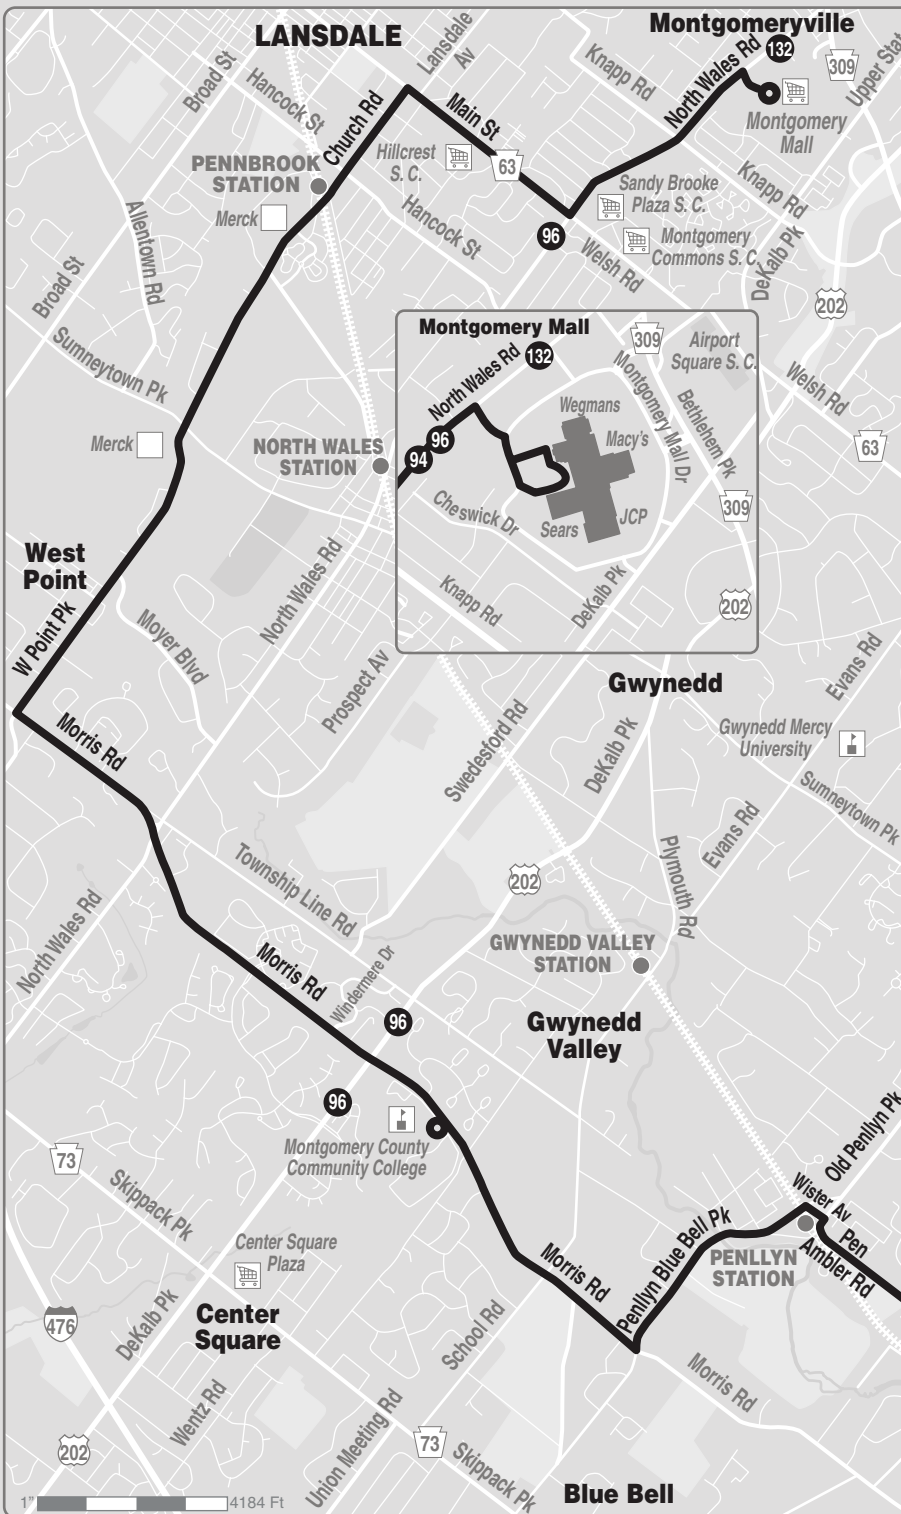 LANSDALE
Montgomeryville
Lansdale
Av
Broad St
Hancock St
Knapp Rd
North Wales Rd
132
309
Upper Stat
Church Rd
Main St
Montgomery
Mall
PENNBROOK
STATION
Hillcrest
S. C.
63
Sandy Brooke
Plaza S. C.
Knapp Rd
Merck
Allentown Rd
Hancock St
96
Montgomery
Commons S. C.
Welsh Rd
DeKalb Pk
Broad St
202
Sumneytown Pk
Montgomery Mall
309
Airport
Square S. C.
North Wales Rd
132
Montgomery Mall Dr
Welsh Rd
Wegmans
Bethlehem Pk
Merck
NORTH WALES
STATION
96
94
Macy's
63
Cheswick Dr
Sears
JCP
309
West
Point
North Wales Rd
Knapp Rd
DeKalb Pk
202
W Point Pk
Moyer Blvd
Prospect Av
Gwynedd
Evans Rd
Morris Rd
Swedesford Rd
DeKalb Pk
Gwynedd Mercy
University
Sumneytown Pk
Evans Rd
Plymouth Rd
Township Line Rd
202
North Wales Rd
GWYNEDD VALLEY
STATION
Morris Rd
Windermere Dr
96
Gwynedd
Valley
96
Montgomery County
Community College
Old Penllyn Pk
73
Skippack Pk
Wister Av
Penllyn Blue Bell Pk
Pen
Ambler Rd
PENLLYN
STATION
Center Square
Plaza
Morris Rd
Center
Square
476
DeKalb Pk
School Rd
Morris Rd
Wentz Rd
Union Meeting Rd
73
Skippack Pk
202
Blue Bell
1" 4184 Ft